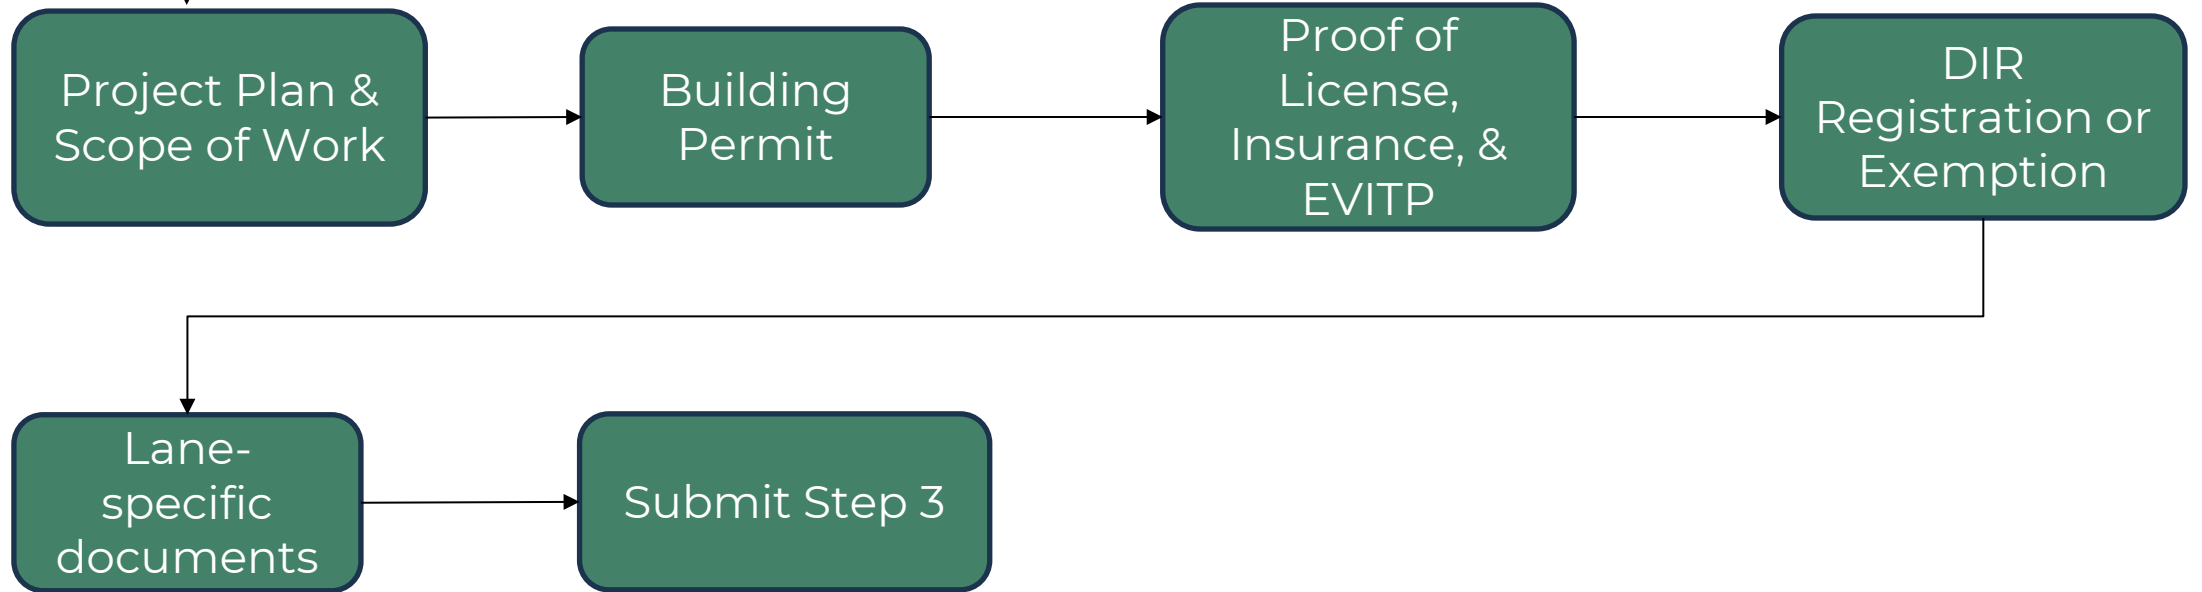 Project Plan &
Scope of Work
Building
Permit
Proof of
License,
Insurance, &
EVITP
DIR
Registration or
Exemption
Lane-
specific
documents
Submit Step 3